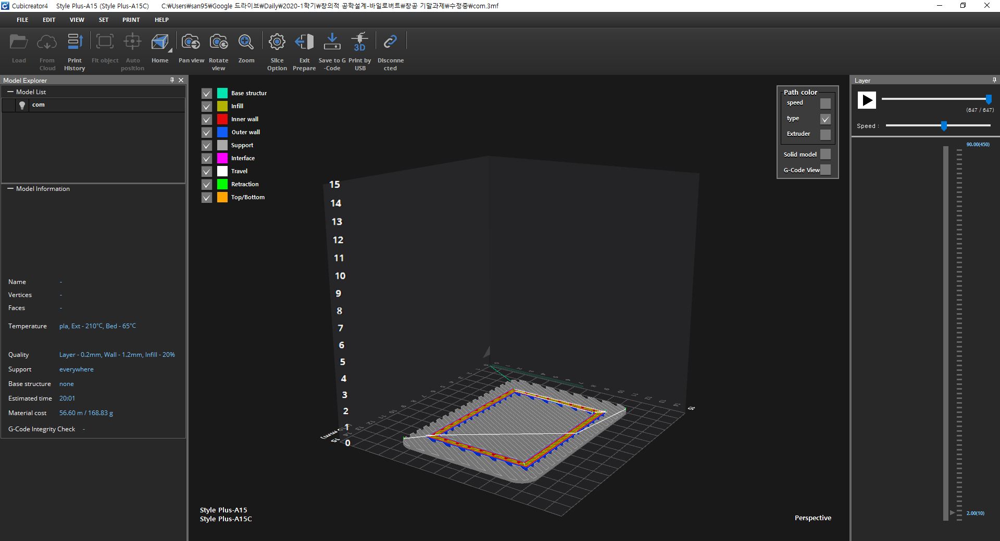 Cubicreator4 Style Plus-A15 (Style Plus-A15C) C:₩Users₩san95₩Google 드라이브₩Daily₩2020-1학기₩창의적 공학설계-바일로버트₩창공 기말과제₩수정중₩com.3mf
FILE EDIT VIEW SET PRINT HELP
Load
From Cloud
Print History
Fit object
Auto position
Home
Pan view
Rotate view
Zoom
Slice Option
Exit Prepare
Save to G-Code
3D
Print by USB
Disconnected
Model Explorer
Model List
com
Model Information
Name -
Vertices -
Faces -
Temperature pla, Ext - 210℃, Bed - 65℃
Quality Layer - 0.2mm, Wall - 1.2mm, Infill - 20%
Support everywhere
Base structure none
Estimated time 20:01
Material cost 56.60 m / 168.83 g
G-Code Integrity Check -
Base structur
Infill
Inner wall
Outer wall
Support
Interface
Travel
Retraction
Top/Bottom
15
14
13
12
11
10
9
8
7
6
5
4
3
2
1
0
Style Plus-A15
Style Plus-A15C
Perspective
Path color
speed
type
Extruder
Solid model
G-Code View
Layer
(647 / 647)
Speed :
90.00(450)
2.00(10)